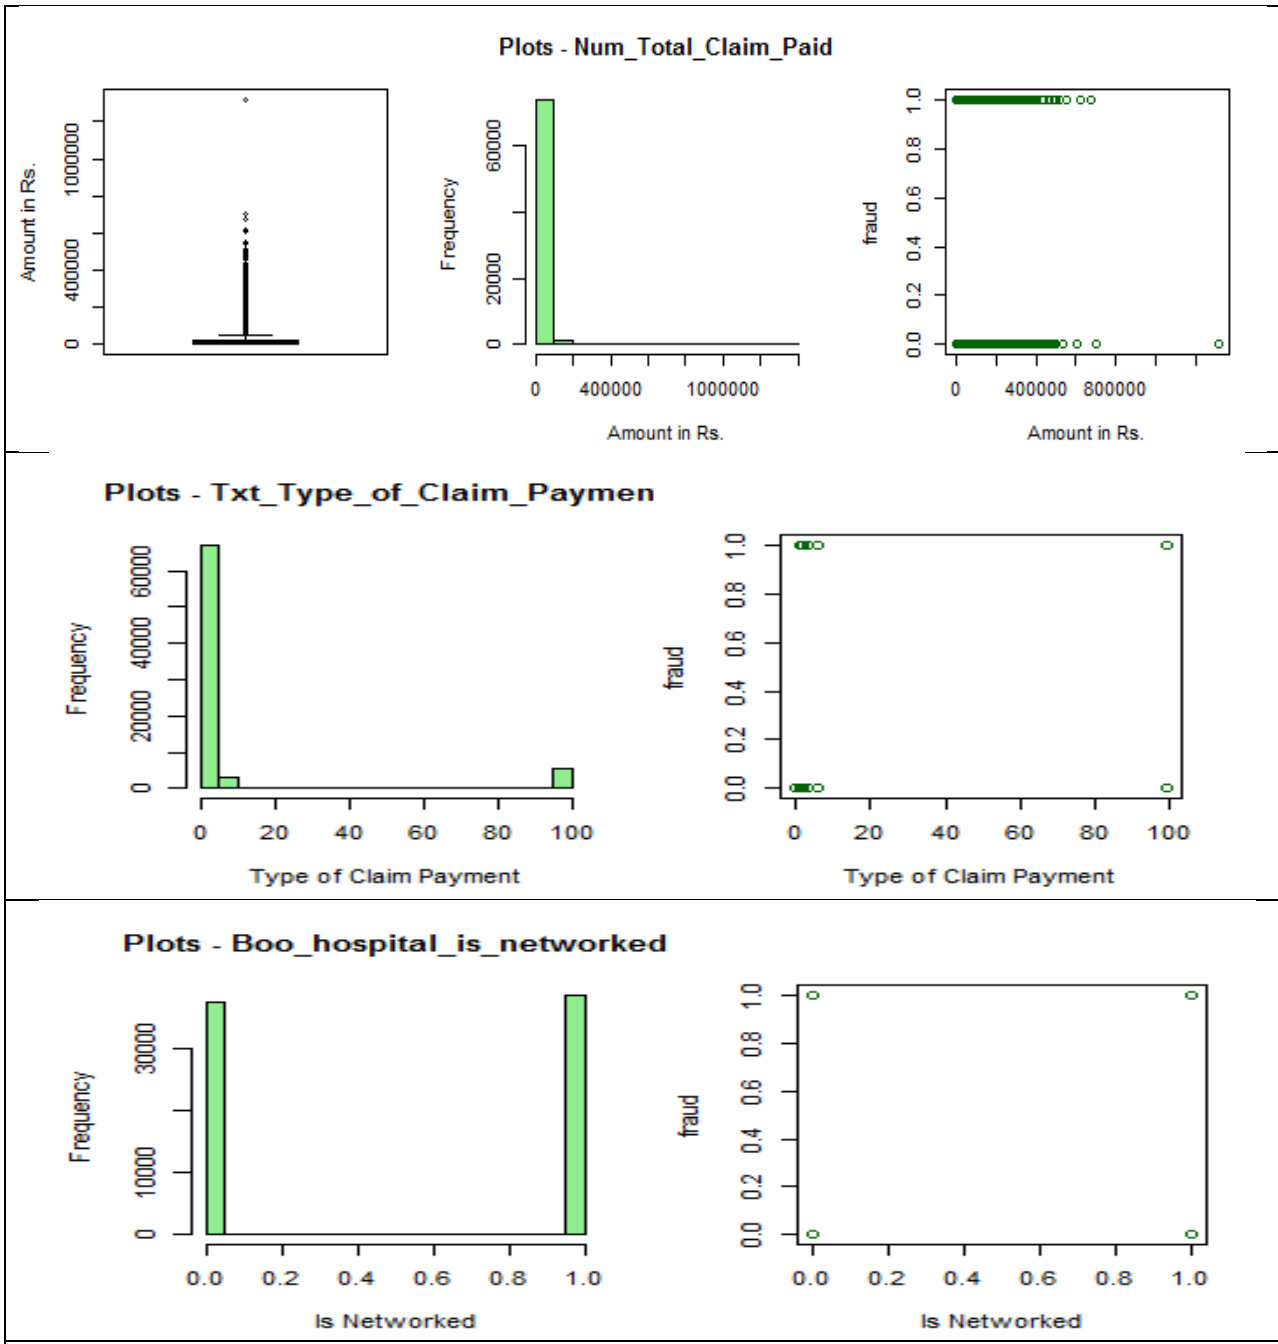 Plots - Num_Total_Claim_Paid
Amount in Rs.
0 400000 1000000
Frequency
0 20000 60000
0 400000 1000000
Amount in Rs.
fraud
0.0 0.2 0.4 0.6 0.8 1.0
0 400000 800000
Amount in Rs.
Plots - Txt_Type_of_Claim_Paymen
Frequency
0 20000 40000 60000
0 20 40 60 80 100
Type of Claim Payment
fraud
0.0 0.2 0.4 0.6 0.8 1.0
0 20 40 60 80 100
Type of Claim Payment
Plots - Boo_hospital_is_networked
Frequency
0 10000 30000
0.0 0.2 0.4 0.6 0.8 1.0
Is Networked
fraud
0.0 0.2 0.4 0.6 0.8 1.0
0.0 0.2 0.4 0.6 0.8 1.0
Is Networked